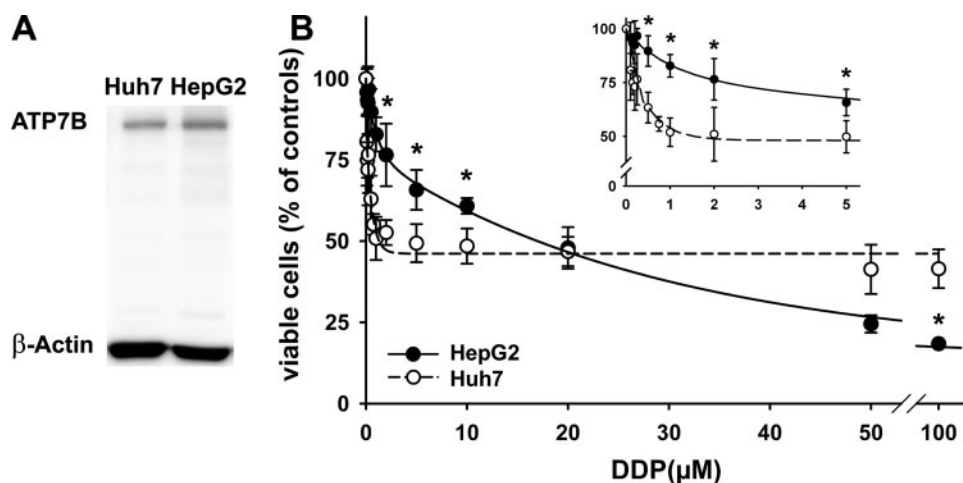 A
Huh7 HepG2
ATP7B
β-Actin
B
viable cells (% of controls)
100
75
50
25
0
* * * *
HepG2
Huh7
0 10 20 30 40 50 100
DDP(µM)
100
75
50
0
* * * *
0 1 2 3 4 5